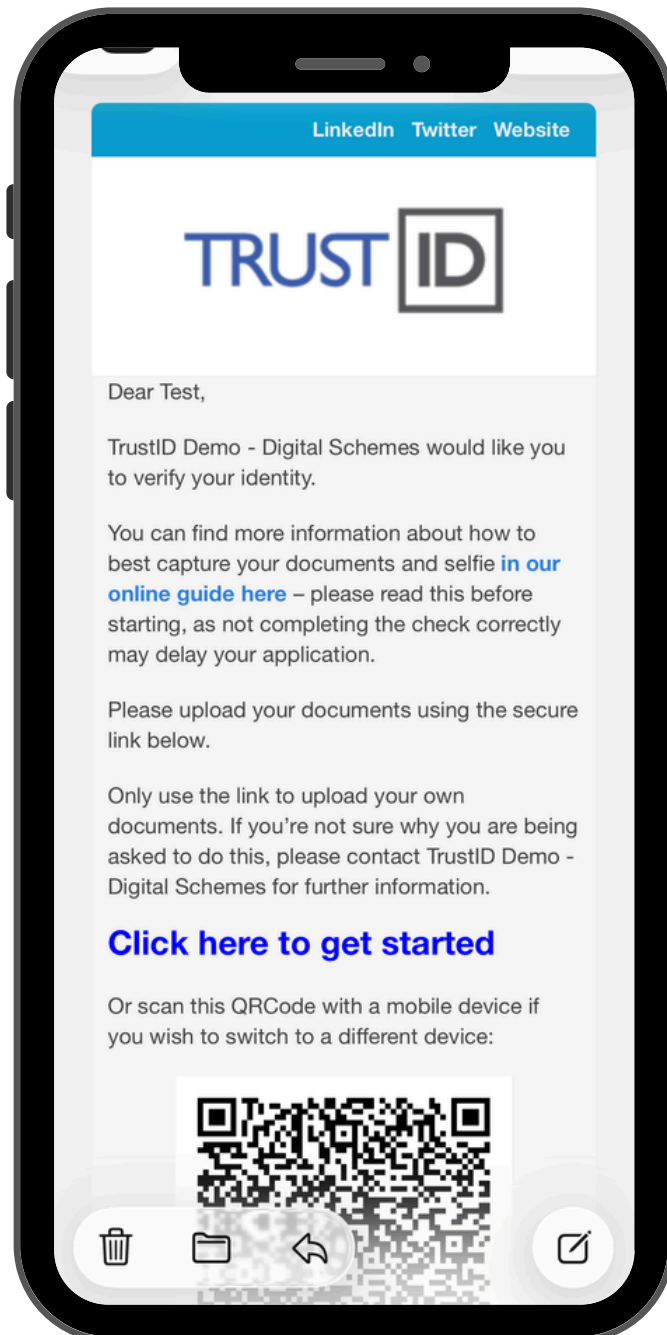 LinkedIn Twitter Website
TRUST ID
Dear Test,
TrustID Demo - Digital Schemes would like you
to verify your identity.
You can find more information about how to
best capture your documents and selfie in our
online guide here – please read this before
starting, as not completing the check correctly
may delay your application.
Please upload your documents using the secure
link below.
Only use the link to upload your own
documents. If you’re not sure why you are being
asked to do this, please contact TrustID Demo -
Digital Schemes for further information.
Click here to get started
Or scan this QRCode with a mobile device if
you wish to switch to a different device: